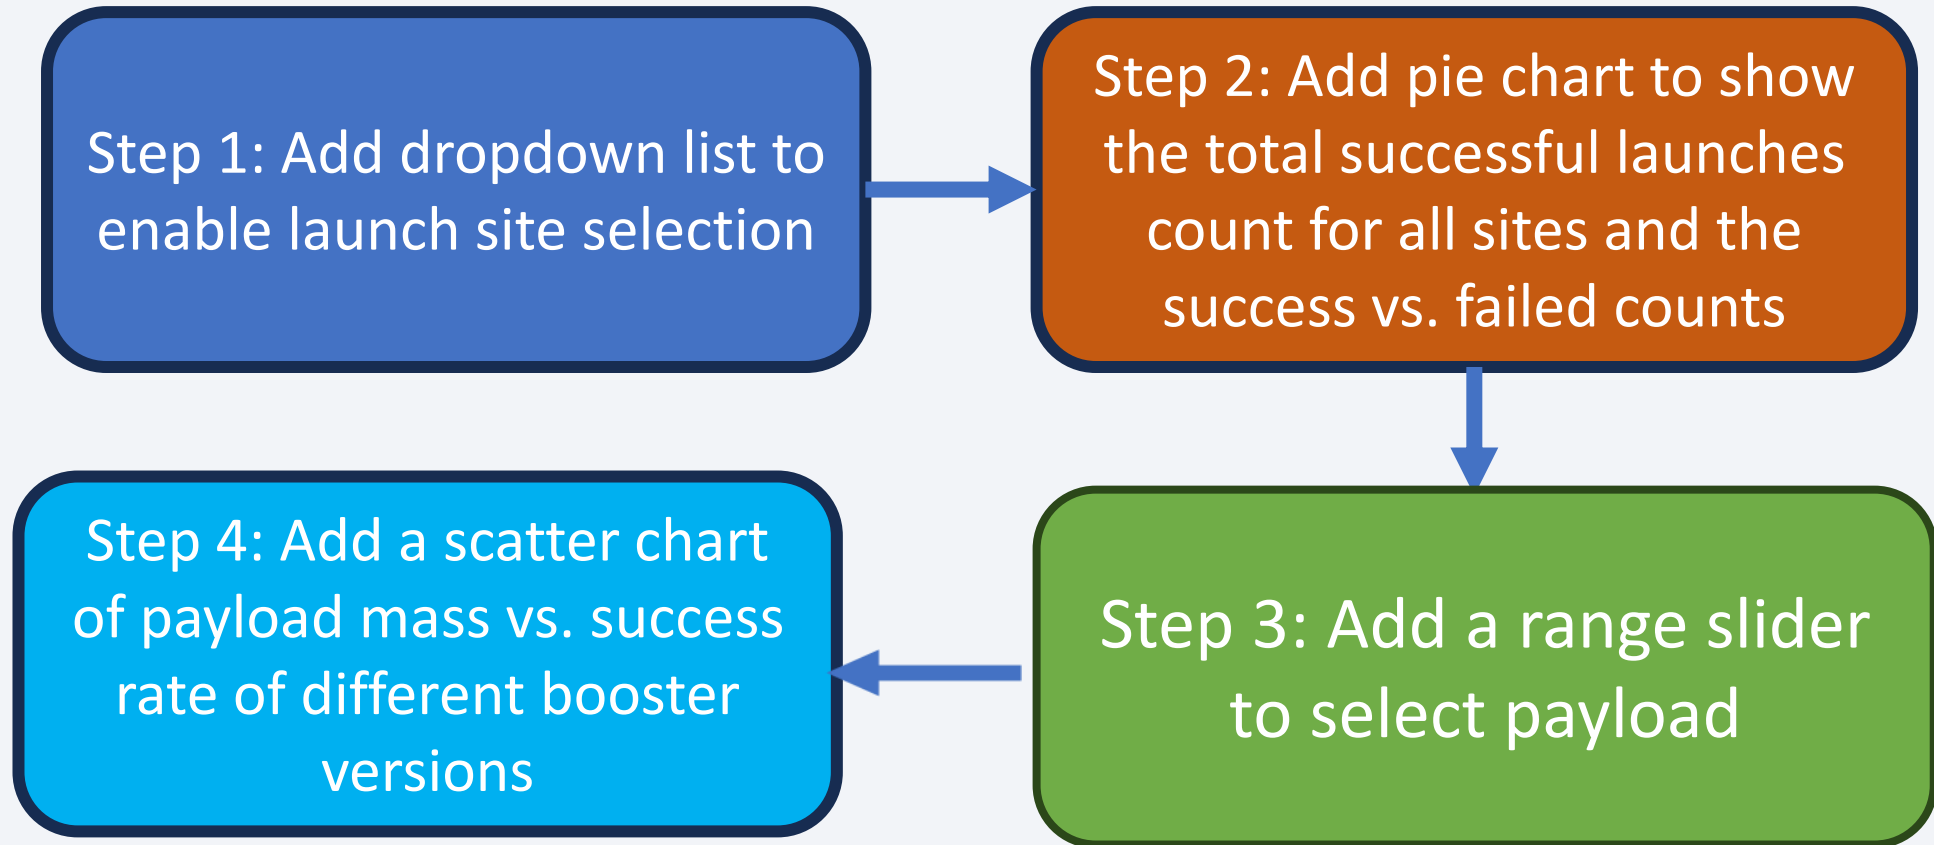 Step 1: Add dropdown list to
enable launch site selection
Step 2: Add pie chart to show
the total successful launches
count for all sites and the
success vs. failed counts
Step 3: Add a range slider
to select payload
Step 4: Add a scatter chart
of payload mass vs. success
rate of different booster
versions